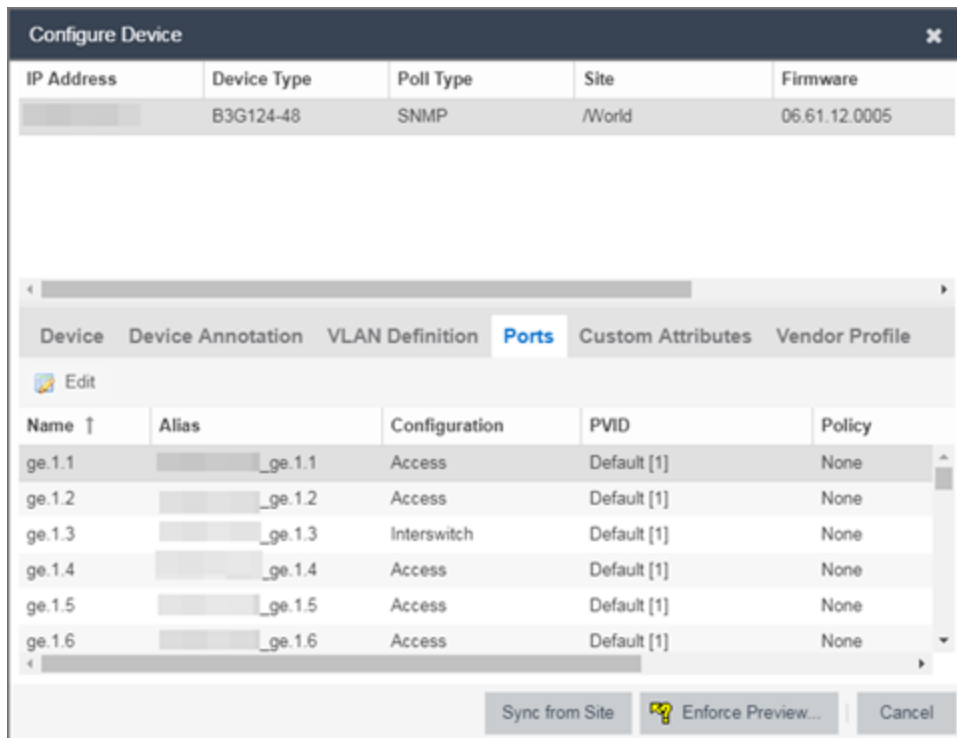 Configure Device
IP Address Device Type Poll Type Site Firmware
B3G124-48 SNMP /World 06.61.12.0005
Device Device Annotation VLAN Definition Ports Custom Attributes Vendor Profile
Edit
Name ↑ Alias Configuration PVID Policy
ge.1.1 _ge.1.1 Access Default [1] None
ge.1.2 _ge.1.2 Access Default [1] None
ge.1.3 _ge.1.3 Interswitch Default [1] None
ge.1.4 _ge.1.4 Access Default [1] None
ge.1.5 _ge.1.5 Access Default [1] None
ge.1.6 _ge.1.6 Access Default [1] None
Sync from Site Enforce Preview... Cancel